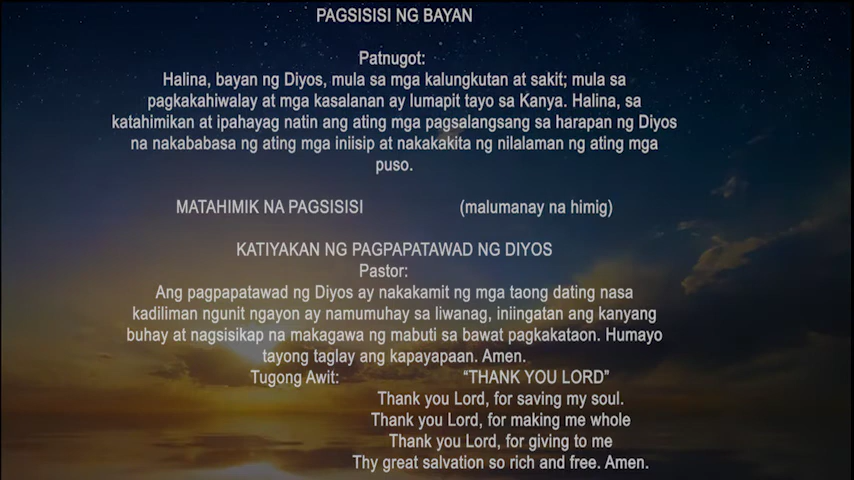 PAGSISISI NG BAYAN
Patnugot:
Halina, bayan ng Diyos, mula sa mga kalungkutan at sakit; mula sa
pagkakahiwalay at mga kasalanan ay lumapit tayo sa Kanya. Halina, sa
katahimikan at ipahayag natin ang ating mga pagsalangsang sa harapan ng Diyos
na nakababasa ng ating mga iniisip at nakakakita ng nilalaman ng ating mga
puso.
MATAHIMIK NA PAGSISISI (malumanay na himig)
KATIYAKAN NG PAGPAPATAWAD NG DIYOS
Pastor:
Ang pagpapatawad ng Diyos ay nakakamit ng mga taong dating nasa
kadiliman ngunit ngayon ay namumuhay sa liwanag, iniingatan ang kanyang
buhay at nagsisikap na makagawa ng mabuti sa bawat pagkakataon. Humayo
tayong taglay ang kapayapaan. Amen.
Tugong Awit: “THANK YOU LORD”
Thank you Lord, for saving my soul.
Thank you Lord, for making me whole
Thank you Lord, for giving to me
Thy great salvation so rich and free. Amen.